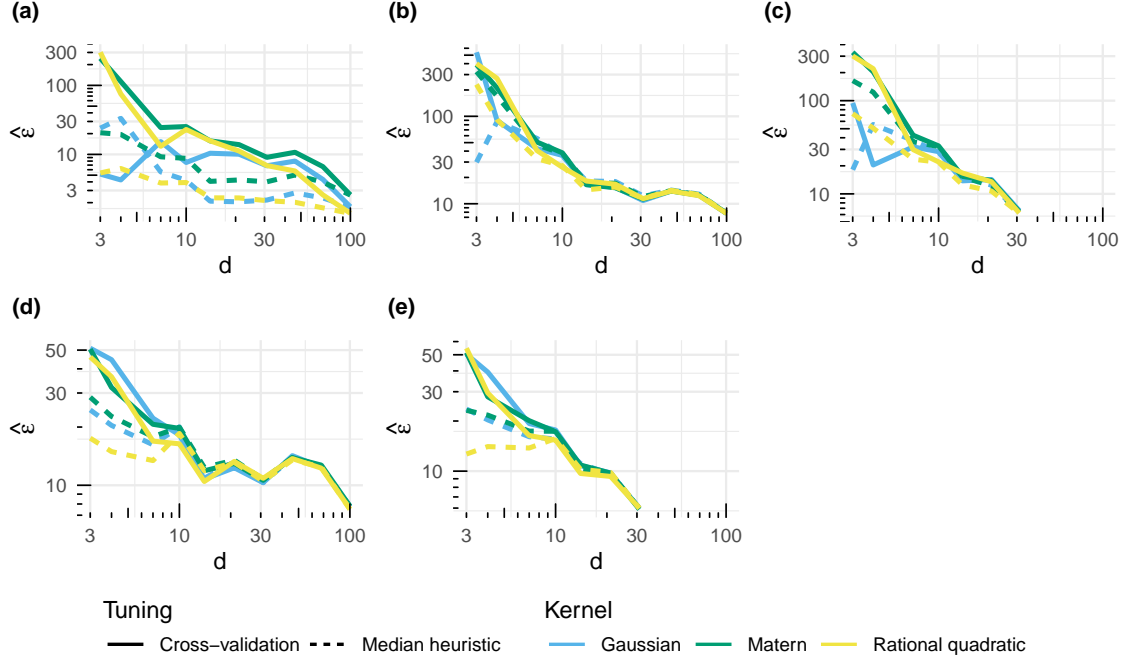 (a)
(b)
(c)
300
100
30
10
3
ε̂
3
10
30
100
d
300
100
30
10
ε̂
3
10
30
100
d
300
100
30
10
ε̂
3
10
30
100
d
(d)
(e)
50
30
10
ε̂
3
10
30
100
d
50
30
10
ε̂
3
10
30
100
d
Tuning
Cross−validation
Median heuristic
Kernel
Gaussian
Matern
Rational quadratic